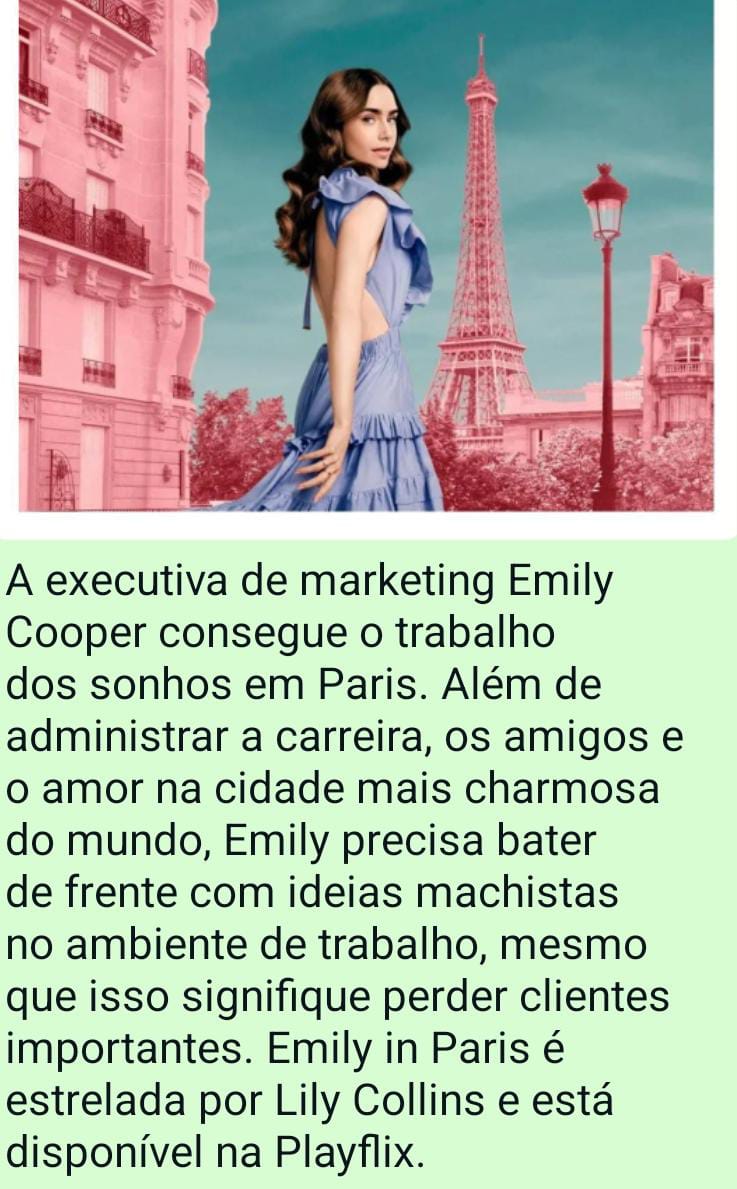 A executiva de marketing Emily
Cooper consegue o trabalho
dos sonhos em Paris. Além de
administrar a carreira, os amigos e
o amor na cidade mais charmosa
do mundo, Emily precisa bater
de frente com ideias machistas
no ambiente de trabalho, mesmo
que isso signifique perder clientes
importantes. Emily in Paris é
estrelada por Lily Collins e está
disponível na Playflix.